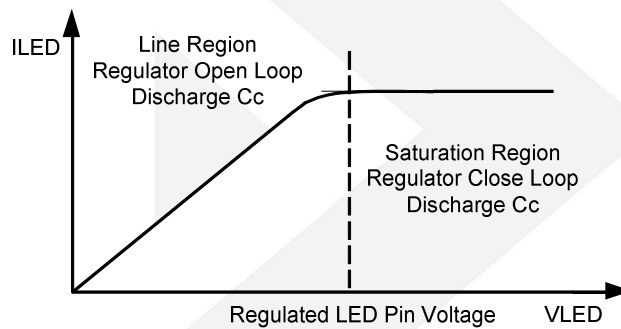 ILED
Line Region
Regulator Open Loop
Discharge Cc
Saturation Region
Regulator Close Loop
Discharge Cc
Regulated LED Pin Voltage
VLED